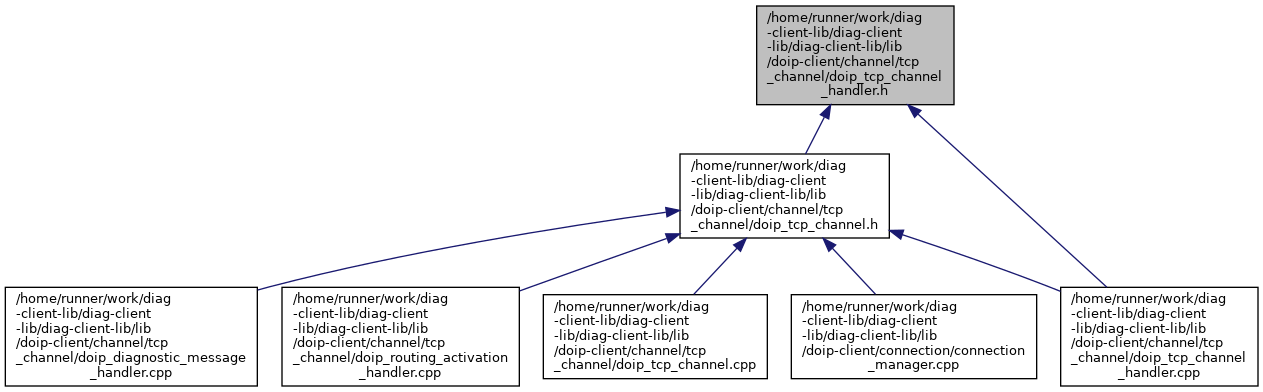 /home/runner/work/diag
-client-lib/diag-client
-lib/diag-client-lib/lib
/doip-client/channel/tcp
_channel/doip_tcp_channel
_handler.h
/home/runner/work/diag
-client-lib/diag-client
-lib/diag-client-lib/lib
/doip-client/channel/tcp
_channel/doip_tcp_channel.h
/home/runner/work/diag
-client-lib/diag-client
-lib/diag-client-lib/lib
/doip-client/channel/tcp
_channel/doip_diagnostic_message
_handler.cpp
/home/runner/work/diag
-client-lib/diag-client
-lib/diag-client-lib/lib
/doip-client/channel/tcp
_channel/doip_routing_activation
_handler.cpp
/home/runner/work/diag
-client-lib/diag-client
-lib/diag-client-lib/lib
/doip-client/channel/tcp
_channel/doip_tcp_channel.cpp
/home/runner/work/diag
-client-lib/diag-client
-lib/diag-client-lib/lib
/doip-client/connection/connection
_manager.cpp
/home/runner/work/diag
-client-lib/diag-client
-lib/diag-client-lib/lib
/doip-client/channel/tcp
_channel/doip_tcp_channel
_handler.cpp